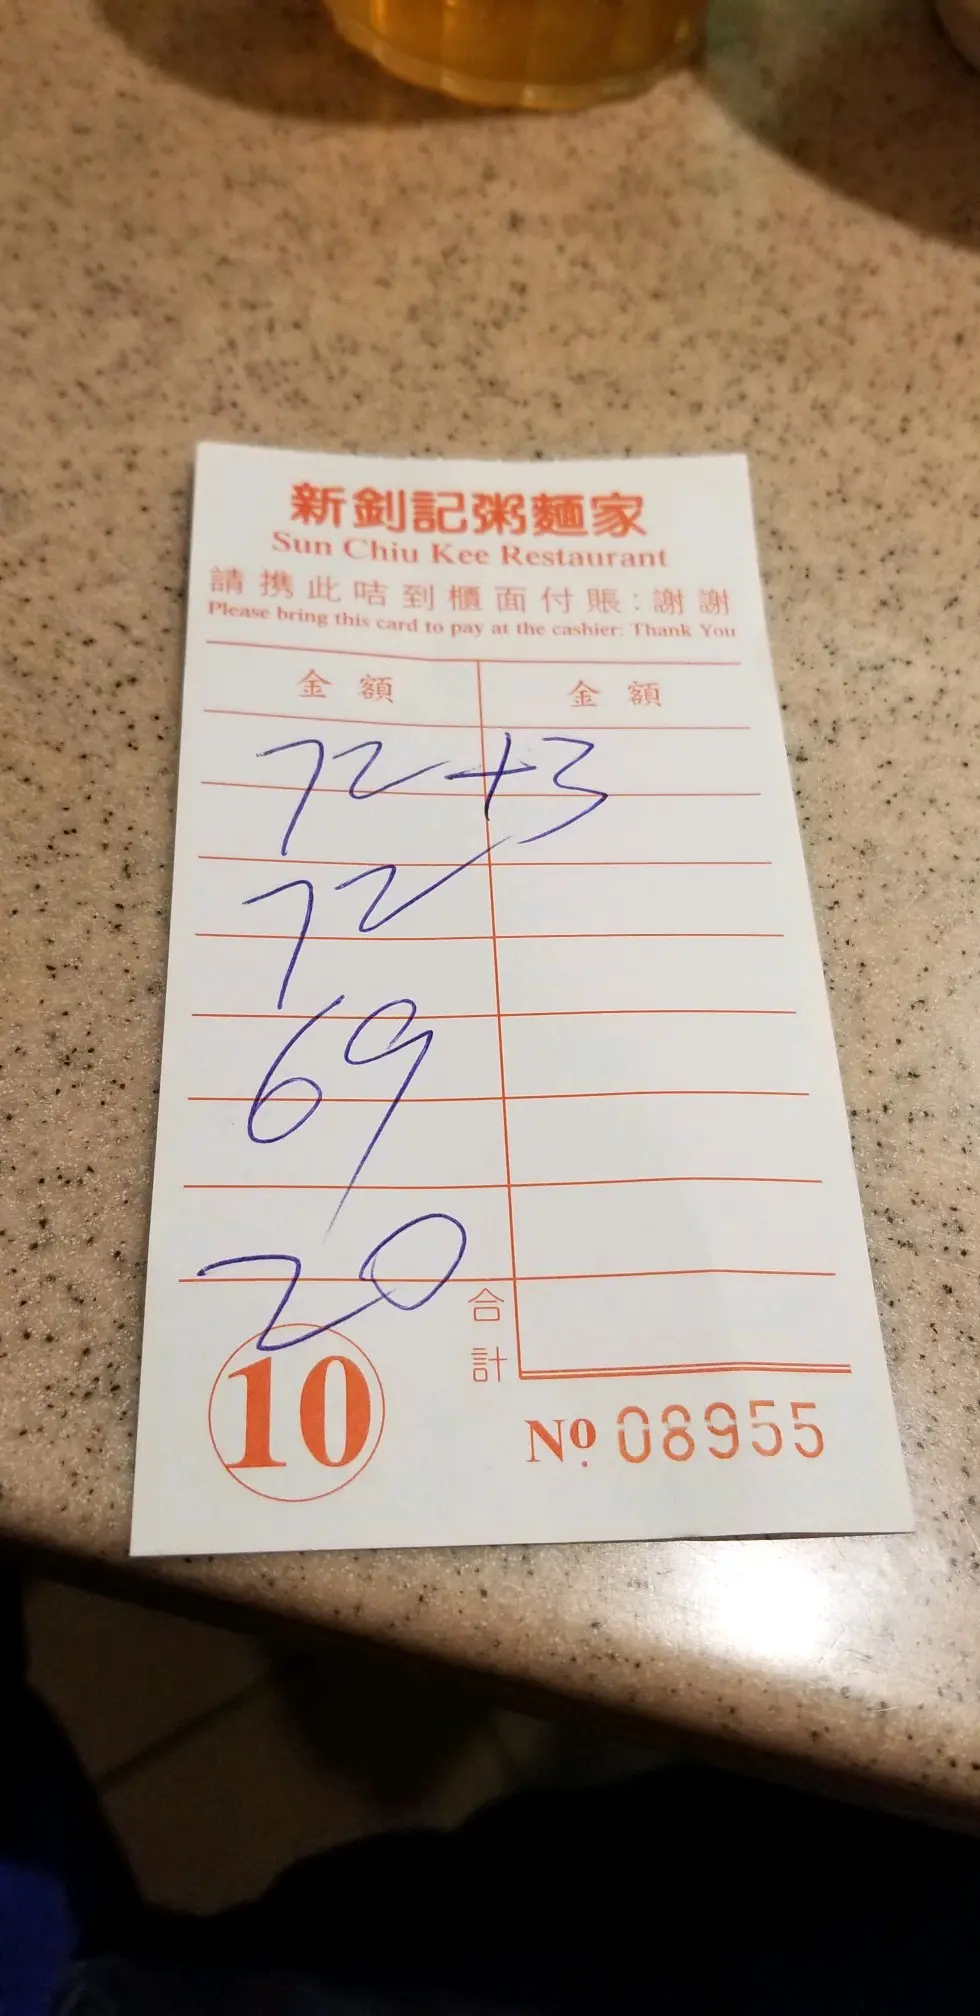 新釗記粥麵家
Sun Chiu Kee Restaurant
請携此咭到櫃面付賬:謝謝
Please bring this card to pay at the cashier: Thank You
金額 金額
72+3
72
69
20
合計
10
Nº 08955